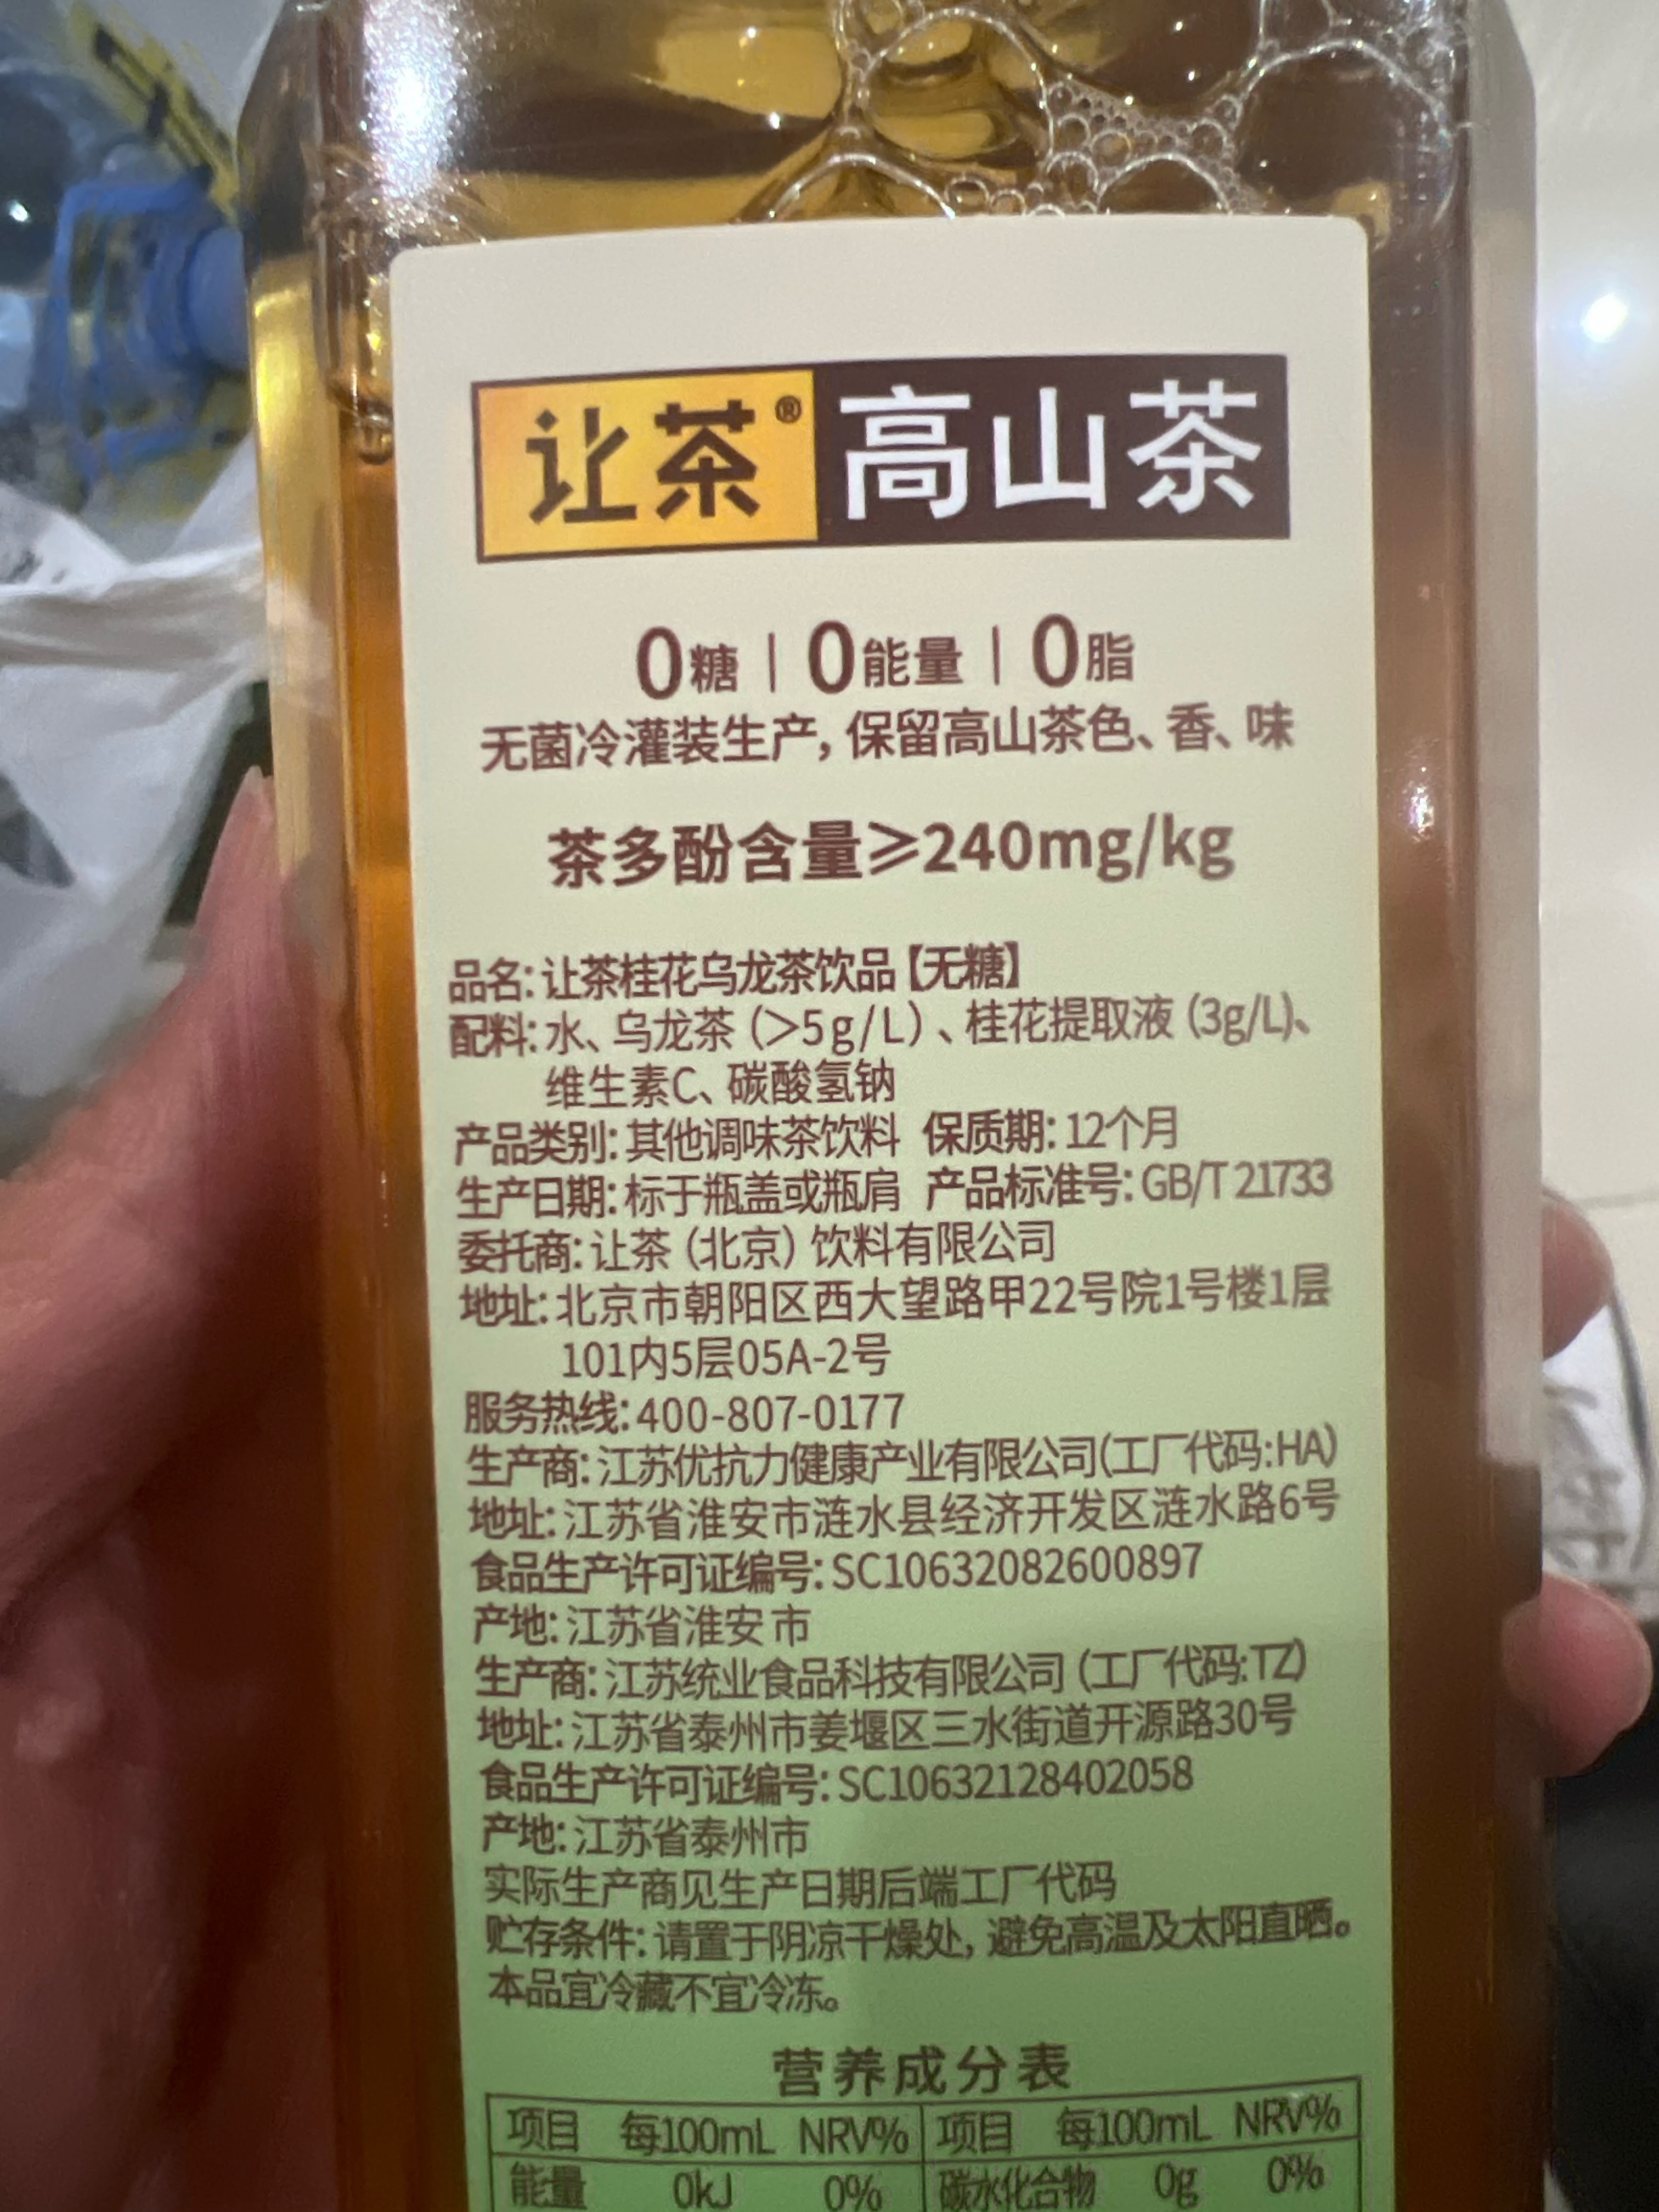 让茶®高山茶
0糖 | 0能量 | 0脂
无菌冷灌装生产,保留高山茶色、香、味
茶多酚含量≥240mg/kg
品名:让茶桂花乌龙茶饮品【无糖】
配料:水、乌龙茶(>5g/L)、桂花提取液(3g/L)、
维生素C、碳酸氢钠
产品类别:其他调味茶饮料 保质期:12个月
生产日期:标于瓶盖或瓶肩 产品标准号:GB/T 21733
委托商:让茶(北京)饮料有限公司
地址:北京市朝阳区西大望路甲22号院1号楼1层
101内5层05A-2号
服务热线:400-807-0177
生产商:江苏优抗力健康产业有限公司(工厂代码:HA)
地址:江苏省淮安市涟水县经济开发区涟水路6号
食品生产许可证编号:SC10632082600897
产地:江苏省淮安市
生产商:江苏统业食品科技有限公司(工厂代码:TZ)
地址:江苏省泰州市姜堰区三水街道开源路30号
食品生产许可证编号:SC10632128402058
产地:江苏省泰州市
实际生产商见生产日期后端工厂代码
贮存条件:请置于阴凉干燥处,避免高温及太阳直晒。
本品宜冷藏不宜冷冻。
营养成分表
项目 每100mL NRV% 项目 每100mL NRV%
能量 0kJ 0% 碳水化合物 0g 0%